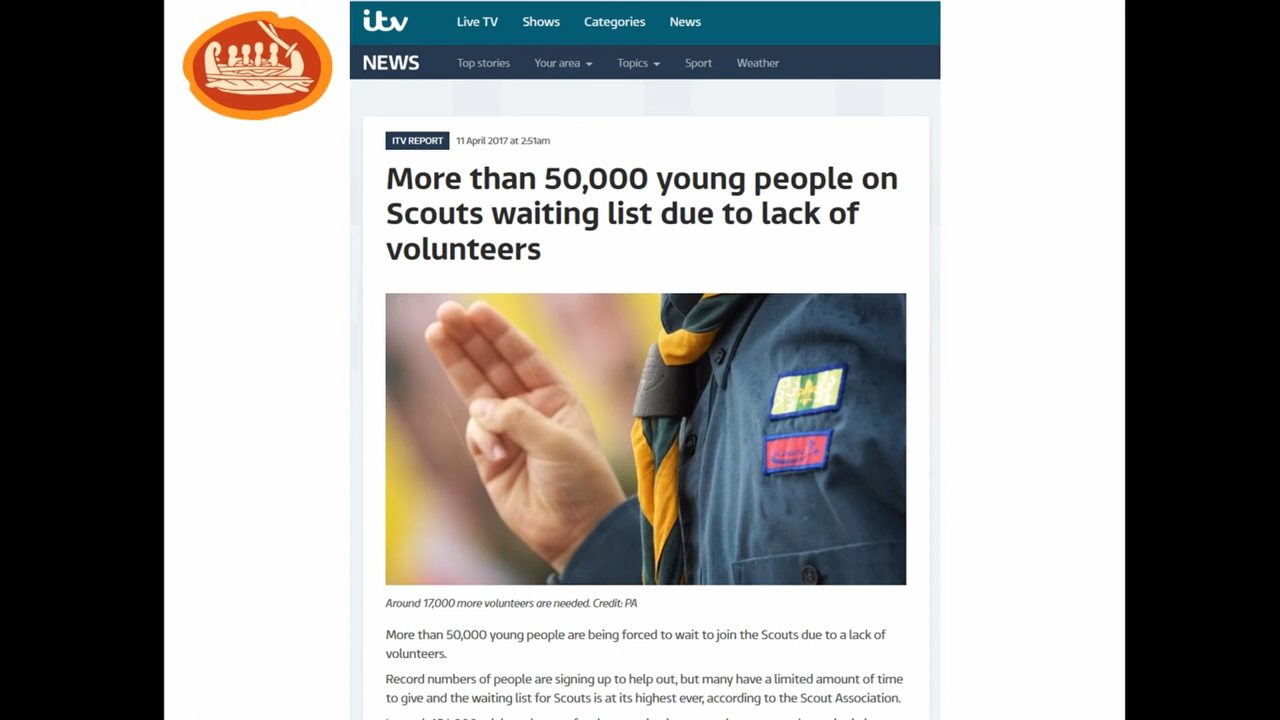 itv
Live TV Shows Categories News
NEWS Top stories Your area Topics Sport Weather
ITV REPORT 11 April 2017 at 2:51am
More than 50,000 young people on
Scouts waiting list due to lack of
volunteers
Around 17,000 more volunteers are needed. Credit: PA
More than 50,000 young people are being forced to wait to join the Scouts due to a lack of
volunteers.
Record numbers of people are signing up to help out, but many have a limited amount of time
to give and the waiting list for Scouts is at its highest ever, according to the Scout Association.